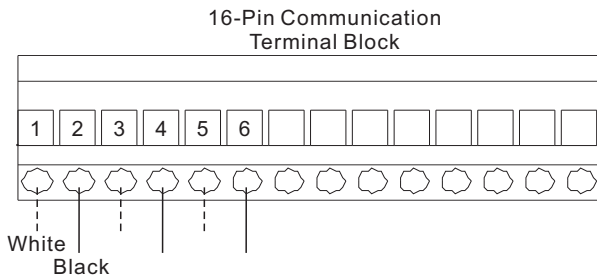 16-Pin Communication
Terminal Block
1 2 3 4 5 6
White
Black